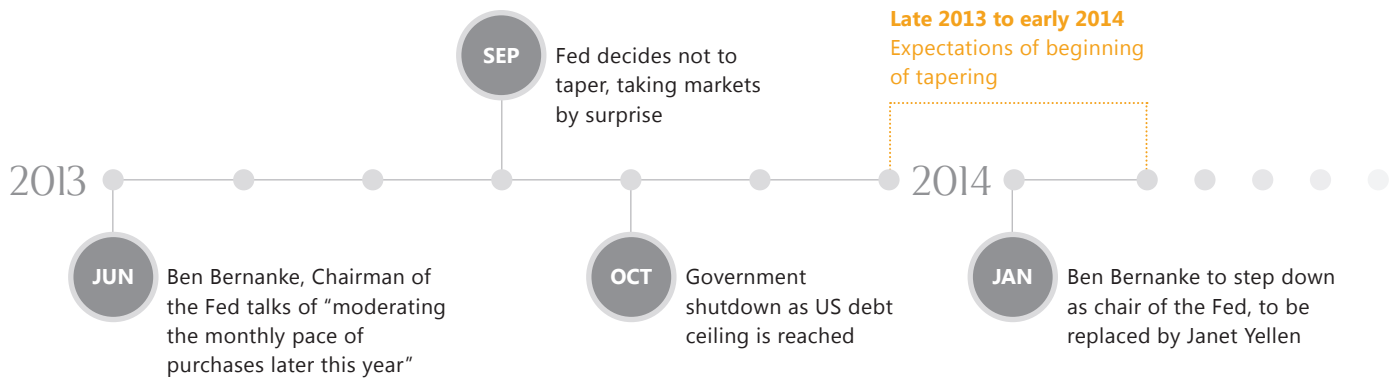 2013
JUN
Ben Bernanke, Chairman of
the Fed talks of “moderating
the monthly pace of
purchases later this year”
SEP
Fed decides not to
taper, taking markets
by surprise
OCT
Government
shutdown as US debt
ceiling is reached
Late 2013 to early 2014
Expectations of beginning
of tapering
2014
JAN
Ben Bernanke to step down
as chair of the Fed, to be
replaced by Janet Yellen